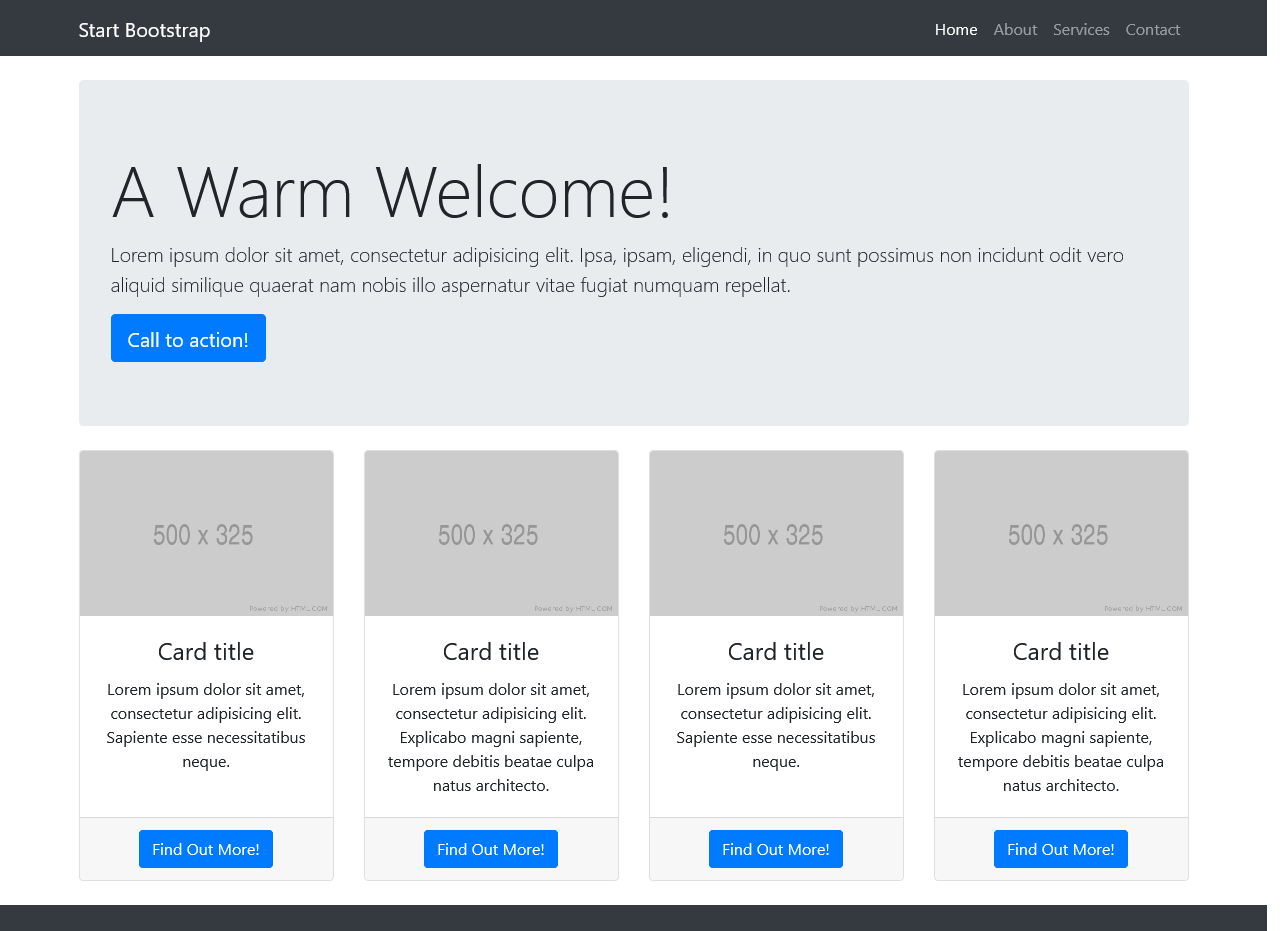 Start Bootstrap
Home About Services Contact
A Warm Welcome!
Lorem ipsum dolor sit amet, consectetur adipisicing elit. Ipsa, ipsam, eligendi, in quo sunt possimus non incidunt odit vero
aliquid similique quaerat nam nobis illo aspernatur vitae fugiat numquam repellat.
Call to action!
500 x 325
Powered by HTML.COM
Card title
Lorem ipsum dolor sit amet,
consectetur adipisicing elit.
Sapiente esse necessitatibus
neque.
Find Out More!
500 x 325
Powered by HTML.COM
Card title
Lorem ipsum dolor sit amet,
consectetur adipisicing elit.
Explicabo magni sapiente,
tempore debitis beatae culpa
natus architecto.
Find Out More!
500 x 325
Powered by HTML.COM
Card title
Lorem ipsum dolor sit amet,
consectetur adipisicing elit.
Sapiente esse necessitatibus
neque.
Find Out More!
500 x 325
Powered by HTML.COM
Card title
Lorem ipsum dolor sit amet,
consectetur adipisicing elit.
Explicabo magni sapiente,
tempore debitis beatae culpa
natus architecto.
Find Out More!